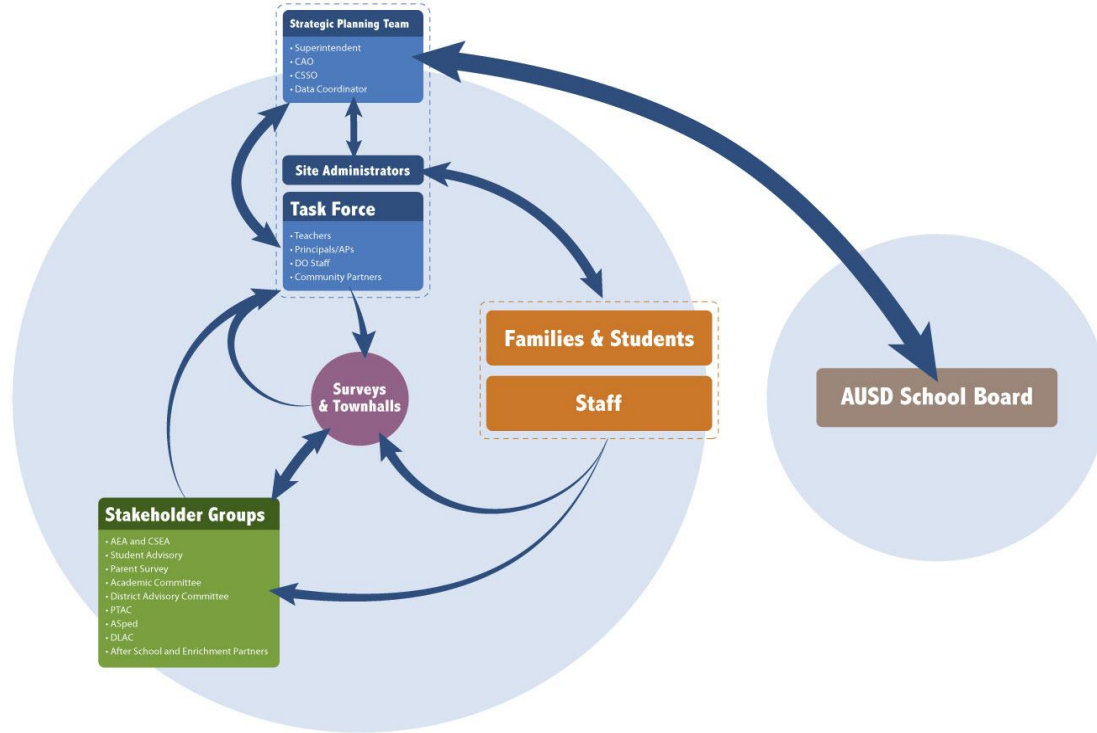 Strategic Planning Team
• Superintendent
• CAO
• CSSO
• Data Coordinator
Site Administrators
Task Force
• Teachers
• Principals/APs
• DO Staff
• Community Partners
Families & Students
Staff
Surveys
& Townhalls
AUSD School Board
Stakeholder Groups
• AEA and CSEA
• Student Advisory
• Parent Survey
• Academic Committee
• District Advisory Committee
• PTAC
• ASped
• DLAC
• After School and Enrichment Partners